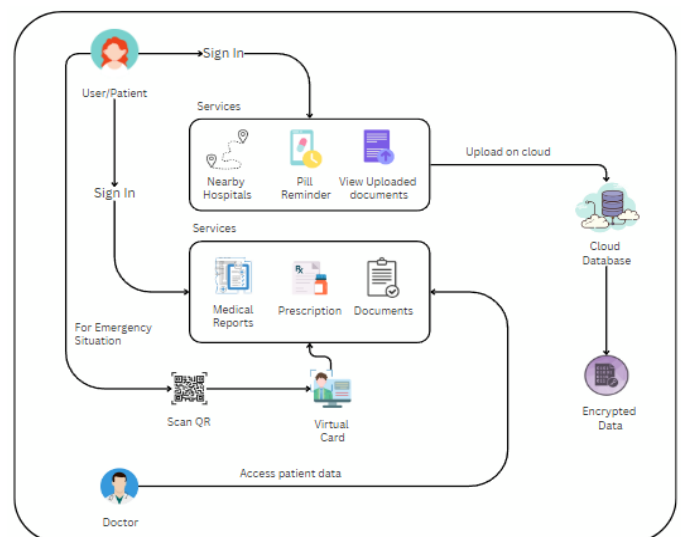 Sign In
User/Patient
Services
Nearby
Hospitals
Pill
Reminder
View Uploaded
documents
Upload on cloud
Cloud
Database
Sign In
Services
Rx
Medical
Reports
Prescription
Documents
For Emergency
Situation
Scan QR
Virtual
Card
Encrypted
Data
Access patient data
Doctor